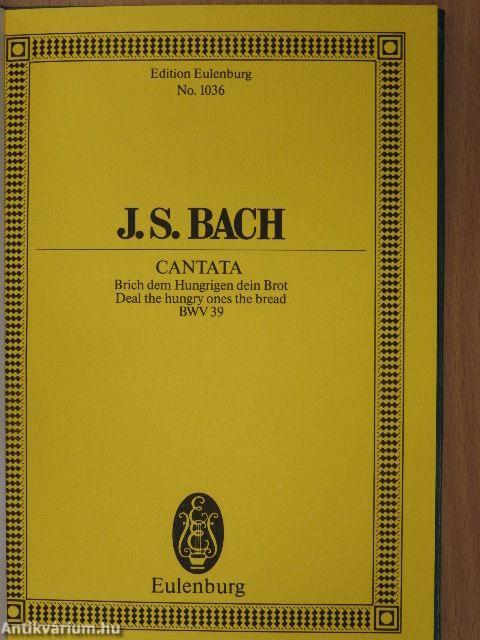 Edition Eulenburg
No. 1036
J. S. BACH
CANTATA
Brich dem Hungrigen dein Brot
Deal the hungry ones the bread
BWV 39
Eulenburg
Antikvárium.hu